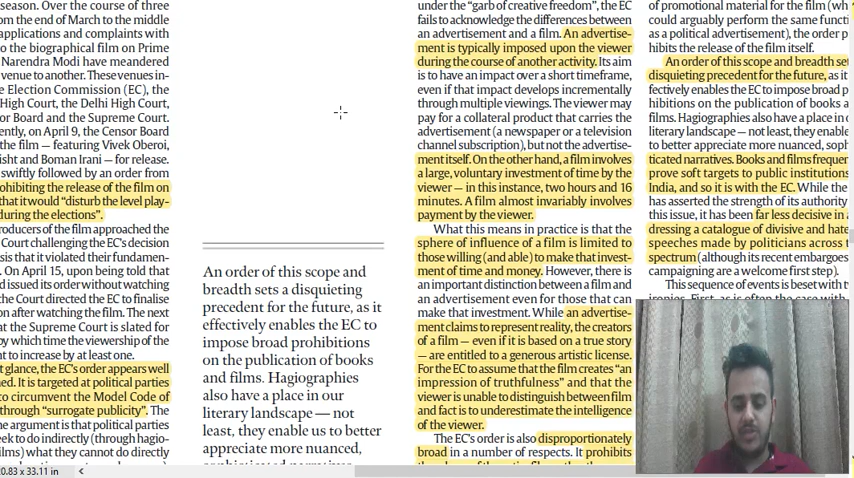 season. Over the course of three
from the end of March to the middle
applications and complaints with
to the biographical film on Prime
Narendra Modi have meandered
venue to another. These venues in-
e Election Commission (EC), the
High Court, the Delhi High Court,
or Board and the Supreme Court.
ently, on April 9, the Censor Board
the film — featuring Vivek Oberoi,
isht and Boman Irani — for release.
swiftly followed by an order from
ohibiting the release of the film on
that it would “disturb the level play-
during the elections”.
roducers of the film approached the
Court challenging the EC’s decision
sis that it violated their fundamen-
. On April 15, upon being told that
d issued its order without watching
the Court directed the EC to finalise
on after watching the film. The next
at the Supreme Court is slated for
by which time the viewership of the
nt to increase by at least one.
t glance, the EC’s order appears well
ned. It is targeted at political parties
to circumvent the Model Code of
through “surrogate publicity”. The
he argument is that political parties
eek to do indirectly (through hagio-
ilms) what they cannot do directly
An order of this scope and
breadth sets a disquieting
precedent for the future, as it
effectively enables the EC to
impose broad prohibitions
on the publication of books
and films. Hagiographies
also have a place in our
literary landscape — not
least, they enable us to better
appreciate more nuanced,
sophisticated narratives
under the “garb of creative freedom”, the EC
fails to acknowledge the differences between
an advertisement and a film. An advertise-
ment is typically imposed upon the viewer
during the course of another activity. Its aim
is to have an impact over a short timeframe,
even if that impact develops incrementally
through multiple viewings. The viewer may
pay for a collateral product that carries the
advertisement (a newspaper or a television
channel subscription), but not the advertise-
ment itself. On the other hand, a film involves
a large, voluntary investment of time by the
viewer — in this instance, two hours and 16
minutes. A film almost invariably involves
payment by the viewer.
What this means in practice is that the
sphere of influence of a film is limited to
those willing (and able) to make that invest-
ment of time and money. However, there is
an important distinction between a film and
an advertisement even for those that can
make that investment. While an advertise-
ment claims to represent reality, the creators
of a film — even if it is based on a true story
— are entitled to a generous artistic license.
For the EC to assume that the film creates “an
impression of truthfulness” and that the
viewer is unable to distinguish between film
and fact is to underestimate the intelligence
of the viewer.
The EC’s order is also disproportionately
broad in a number of respects. It prohibits
of promotional material for the film (wh
could arguably perform the same functi
as a political advertisement), the order p
hibits the release of the film itself.
An order of this scope and breadth set
disquieting precedent for the future, as it
fectively enables the EC to impose broad p
hibitions on the publication of books a
films. Hagiographies also have a place in o
literary landscape — not least, they enable
to better appreciate more nuanced, soph
ticated narratives. Books and films frequen
prove soft targets to public institutions
India, and so it is with the EC. While the
has asserted the strength of its authority
this issue, it has been far less decisive in a
dressing a catalogue of divisive and hate
speeches made by politicians across t
spectrum (although its recent embargoes
campaigning are a welcome first step).
This sequence of events is beset with tw
ironies. First, as is often the case with
20.83 x 33.11 in